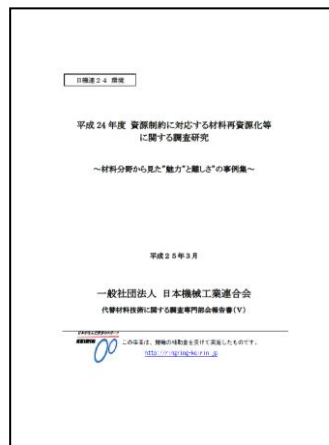 日機連24 環境
平成 24 年度 資源制約に対応する材料再資源化等
に関する調査研究
～材料分野から見た"魅力"と難しさ"の事例集～
平成25年3月
一般社団法人 日本機械工業連合会
代替材料技術に関する調査専門部会報告書(Ⅴ)
この事業は、競輪の補助金を受けて実施したものです。
http://ringring-keirin.jp